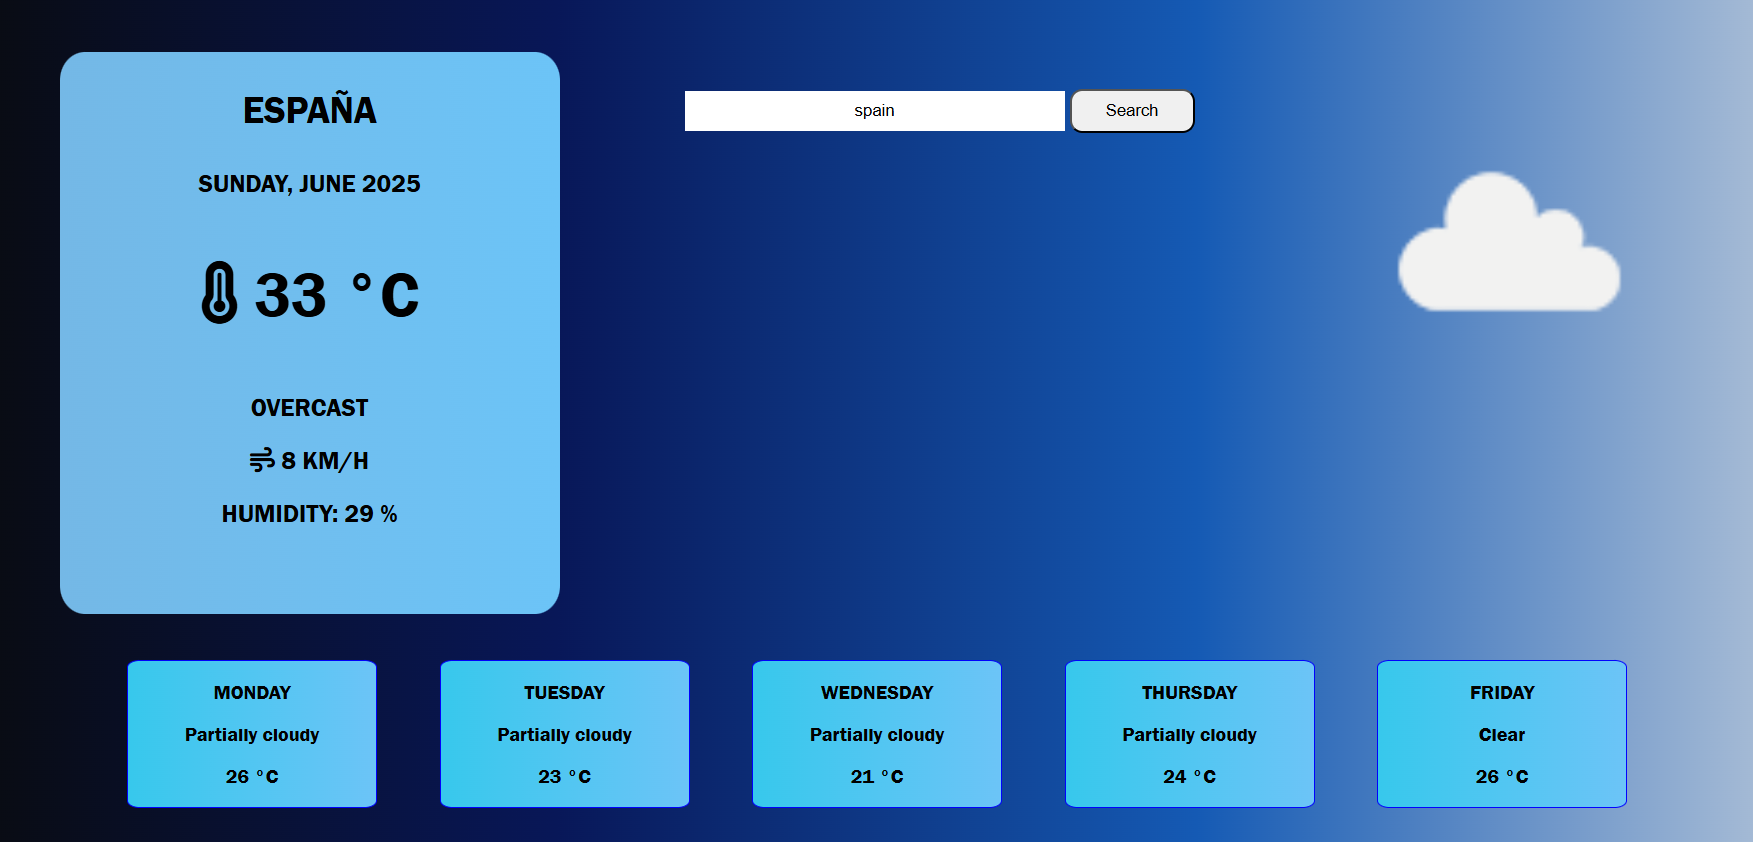 ESPAÑA
spain
Search
SUNDAY, JUNE 2025
33 °C
OVERCAST
8 KM/H
HUMIDITY: 29 %
MONDAY
Partially cloudy
26 °C
TUESDAY
Partially cloudy
23 °C
WEDNESDAY
Partially cloudy
21 °C
THURSDAY
Partially cloudy
24 °C
FRIDAY
Clear
26 °C